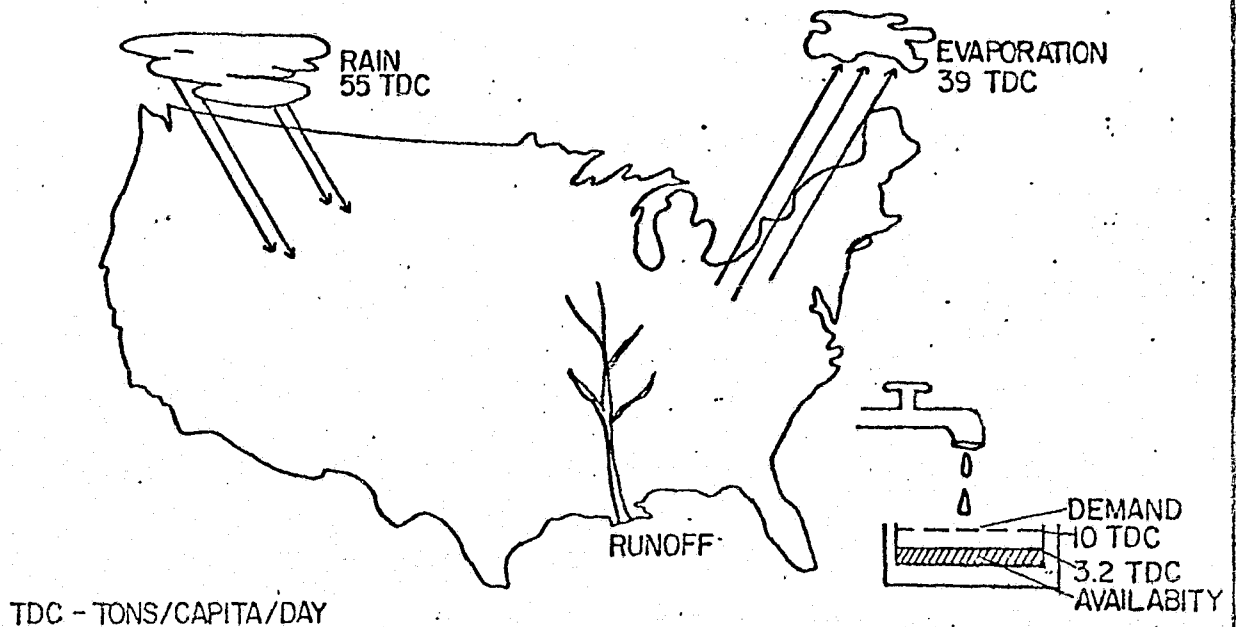 RAIN
55 TDC
EVAPORATION
39 TDC
RUNOFF
DEMAND
10 TDC
3.2 TDC
AVAILABITY
TDC - TONS/CAPITA/DAY